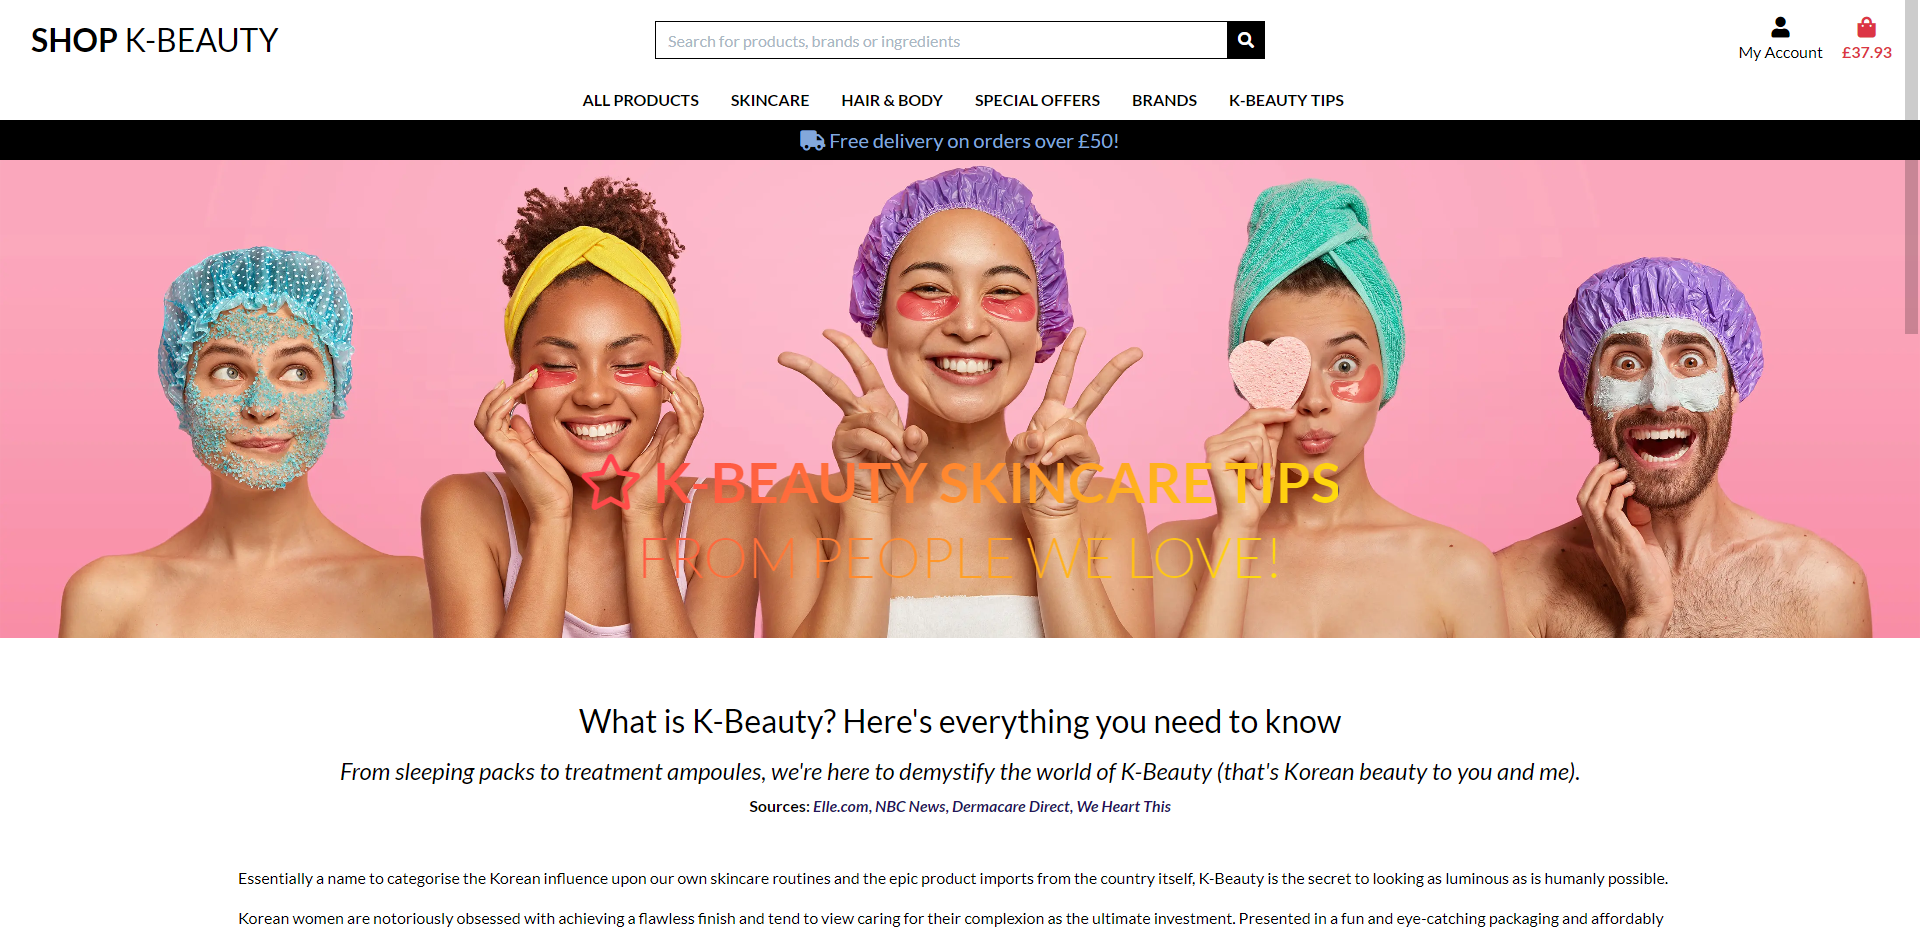 SHOP K-BEAUTY
Search for products, brands or ingredients
My Account
£37.93
ALL PRODUCTS SKINCARE HAIR & BODY SPECIAL OFFERS BRANDS K-BEAUTY TIPS
Free delivery on orders over £50!
K-BEAUTY SKINCARE TIPS
FROM PEOPLE WE LOVE!
What is K-Beauty? Here's everything you need to know
From sleeping packs to treatment ampoules, we're here to demystify the world of K-Beauty (that's Korean beauty to you and me).
Sources: Elle.com, NBC News, Dermacare Direct, We Heart This
Essentially a name to categorise the Korean influence upon our own skincare routines and the epic product imports from the country itself, K-Beauty is the secret to looking as luminous as is humanly possible.
Korean women are notoriously obsessed with achieving a flawless finish and tend to view caring for their complexion as the ultimate investment. Presented in a fun and eye-catching packaging and affordably